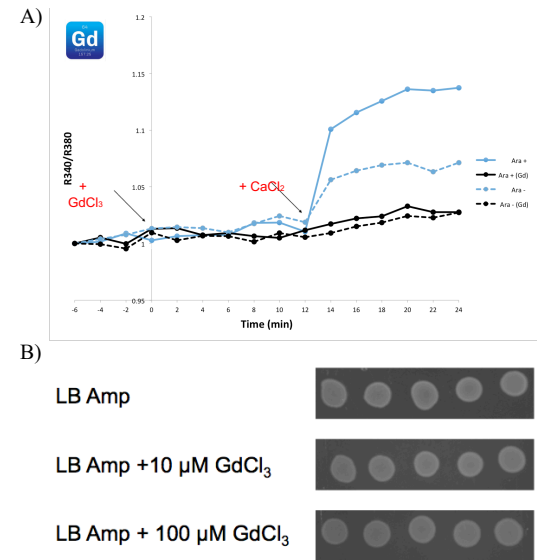 A)
Gd
1.2
1.15
1.1
1.05
1
0.95
R340/R380
+
GdCl₃
+ CaCl₂
-6 -4 -2 0 2 4 6 8 10 12 14 16 18 20 22 24
Time (min)
Ara +
Ara + (Gd)
Ara -
Ara - (Gd)
B)
LB Amp
LB Amp +10 µM GdCl₃
LB Amp + 100 µM GdCl₃